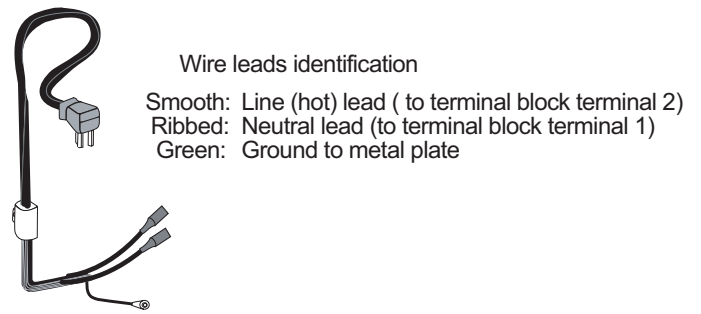 Wire leads identification
Smooth: Line (hot) lead ( to terminal block terminal 2)
Ribbed: Neutral lead (to terminal block terminal 1)
Green: Ground to metal plate